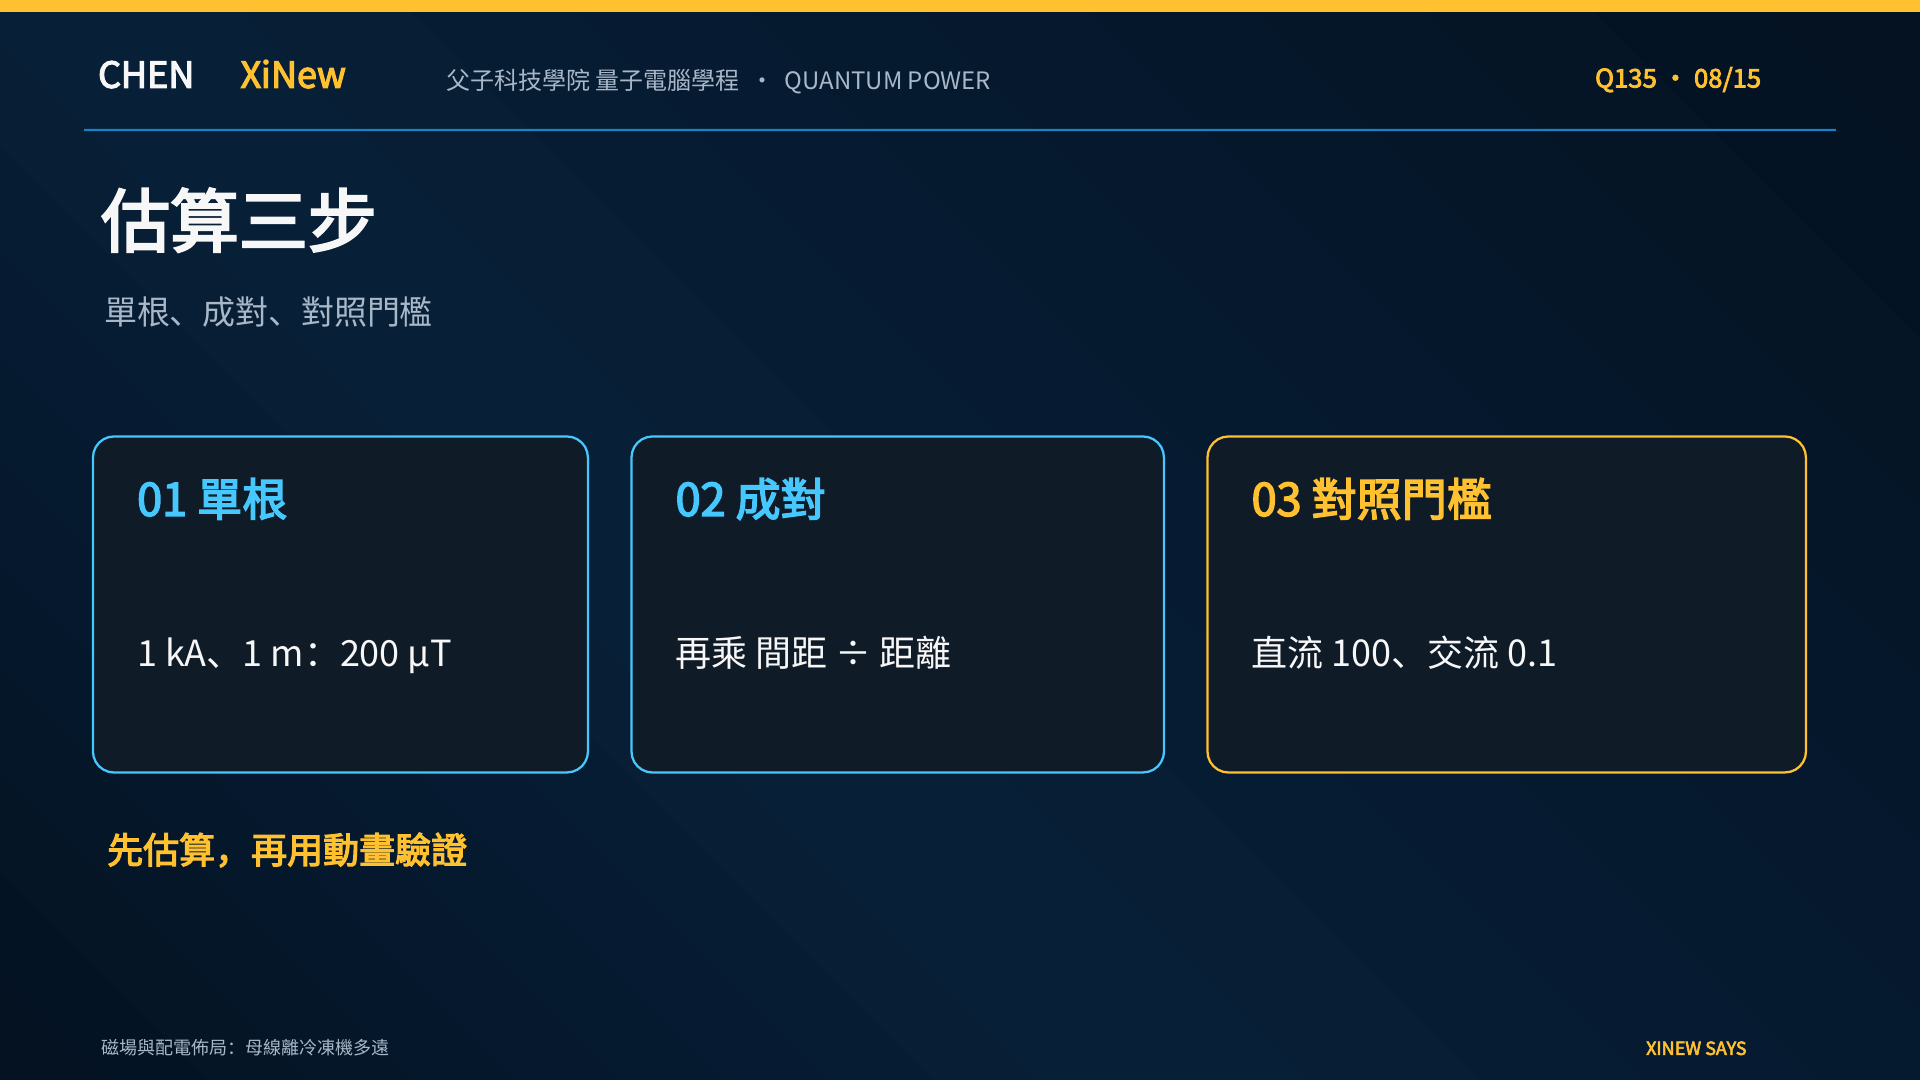 CHEN XiNew 父子科技學院 量子電腦學程 • QUANTUM POWER Q135 • 08/15
估算三步
單根、成對、對照門檻
01 單根
1 kA、1 m：200 μT
02 成對
再乘 間距 ÷ 距離
03 對照門檻
直流 100、交流 0.1
先估算，再用動畫驗證
磁場與配電佈局：母線離冷凍機多遠
XINEW SAYS